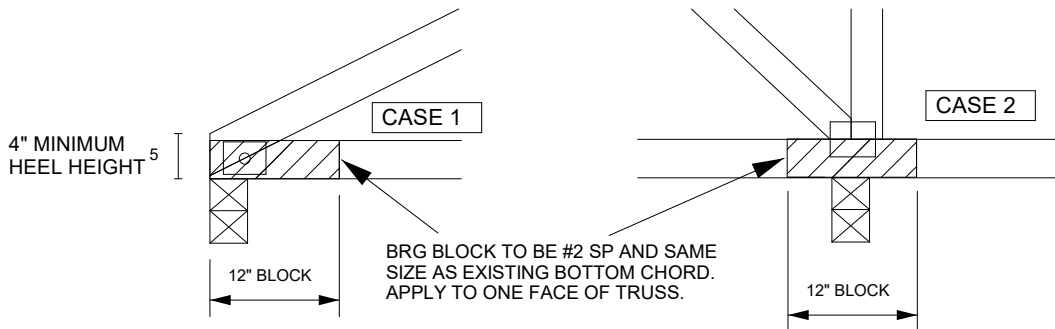 CASE 1
CASE 2
4" MINIMUM
HEEL HEIGHT 5
BRG BLOCK TO BE #2 SP AND SAME
SIZE AS EXISTING BOTTOM CHORD.
APPLY TO ONE FACE OF TRUSS.
12" BLOCK
12" BLOCK